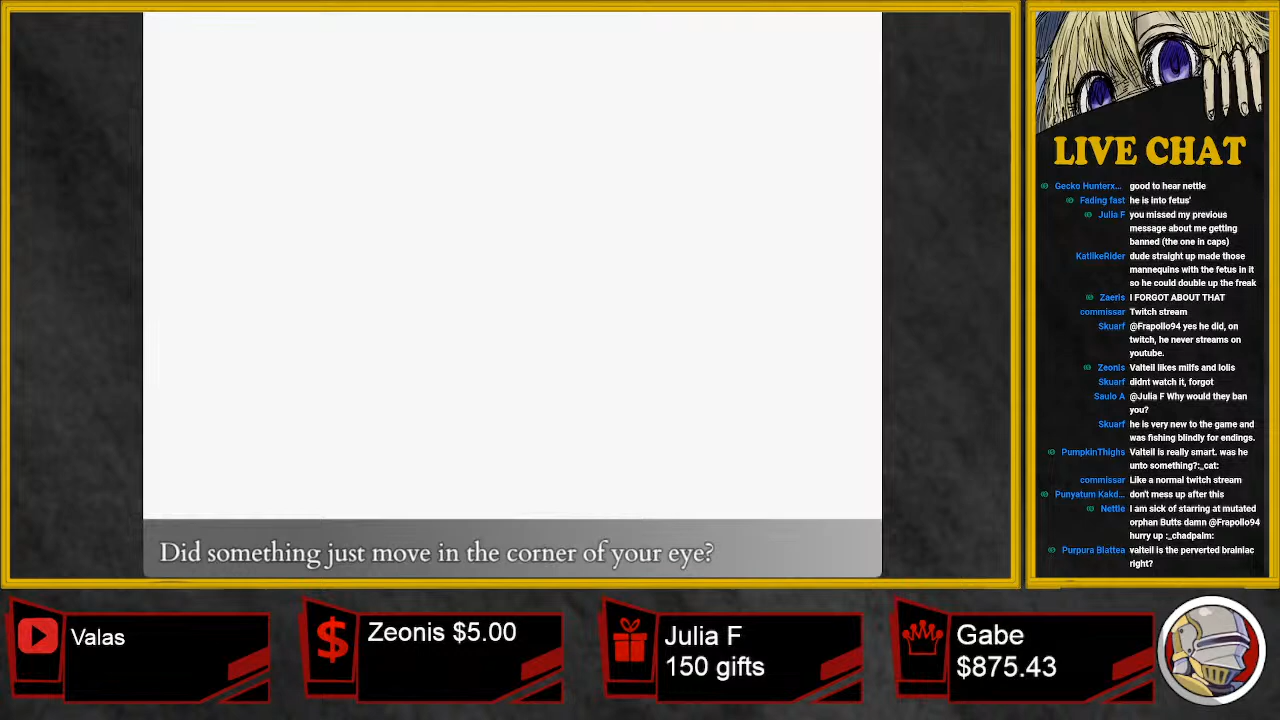 Did something just move in the corner of your eye?
LIVE CHAT
Gecko Hunterx... good to hear nettle
Fading fast he is into fetus'
Julia F you missed my previous
message about me getting
banned (the one in caps)
KatlikeRider dude straight up made those
mannequins with the fetus in it
so he could double up the freak
Zaeris I FORGOT ABOUT THAT
commissar Twitch stream
Skuarf @Frapollo94 yes he did, on
twitch, he never streams on
youtube.
Zeonis Valteil likes milfs and lolis
Skuarf didnt watch it, forgot
Saulo A @Julia F Why would they ban
you?
Skuarf he is very new to the game and
was fishing blindly for endings.
PumpkinThighs Valteil is really smart. was he
unto something?:_cat:
commissar Like a normal twitch stream
Punyatum Kakd... don't mess up after this
Nettle I am sick of starring at mutated
orphan Butts damn @Frapollo94
hurry up :_chadpalm:
Purpura Blattea valteil is the perverted brainiac
right?
Valas
$
Zeonis $5.00
Julia F
150 gifts
Gabe
$875.43